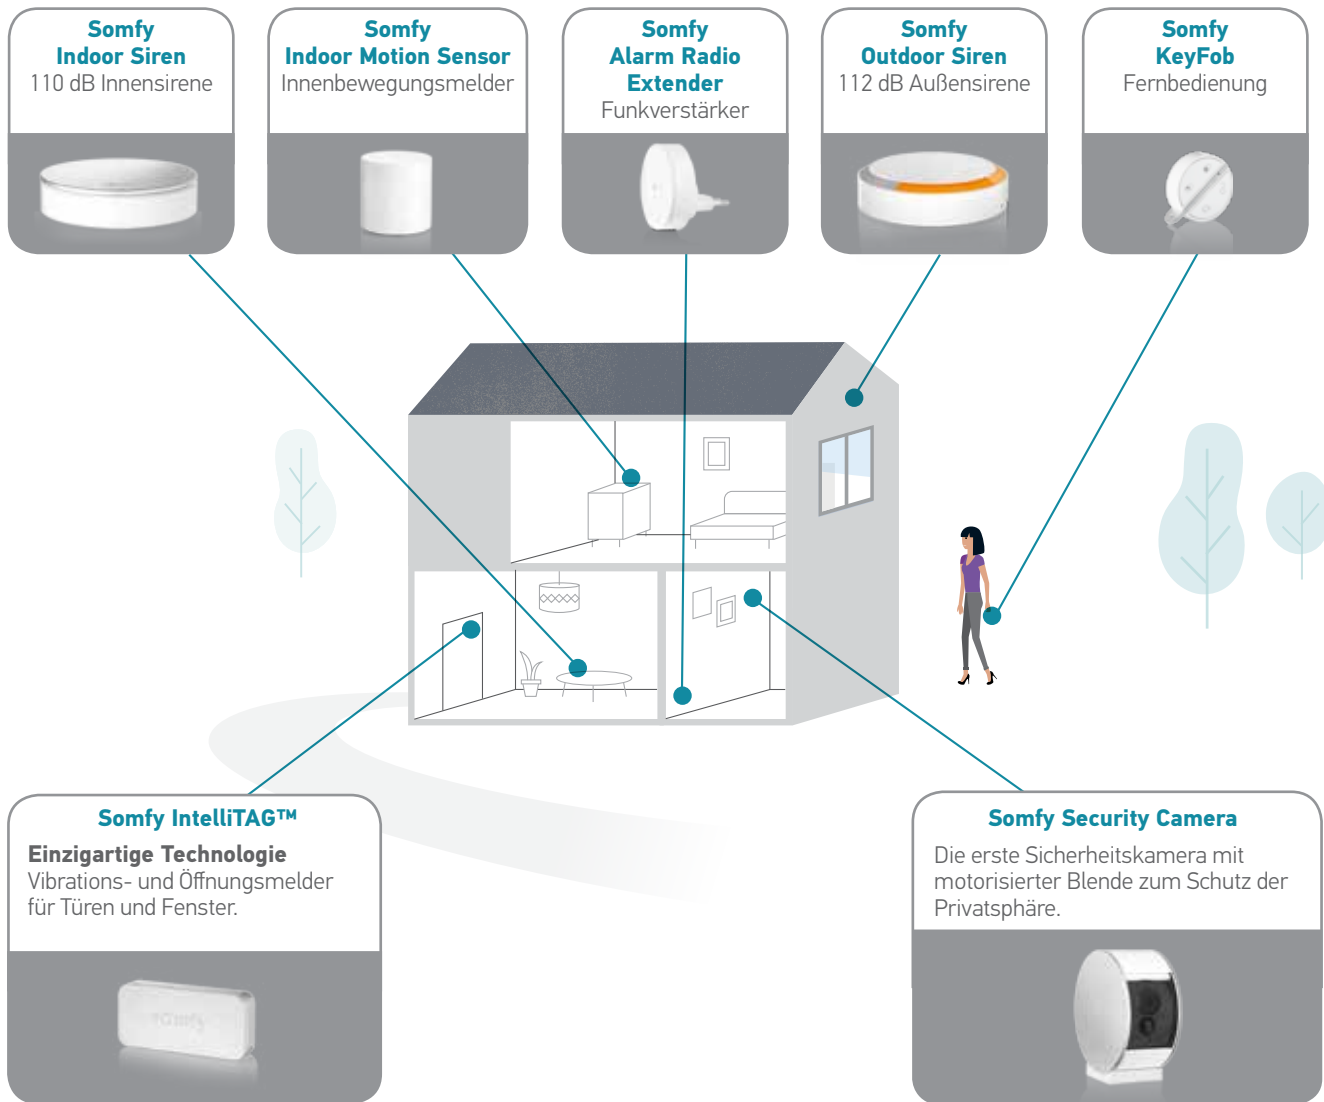 Somfy
Indoor Siren
110 dB Innensirene
Somfy
Indoor Motion Sensor
Innenbewegungsmelder
Somfy
Alarm Radio
Extender
Funkverstärker
Somfy
Outdoor Siren
112 dB Außensirene
Somfy
KeyFob
Fernbedienung
Somfy IntelliTAG™
Einzigartige Technologie
Vibrations- und Öffnungsmelder
für Türen und Fenster.
Somfy Security Camera
Die erste Sicherheitskamera mit
motorisierter Blende zum Schutz der
Privatsphäre.